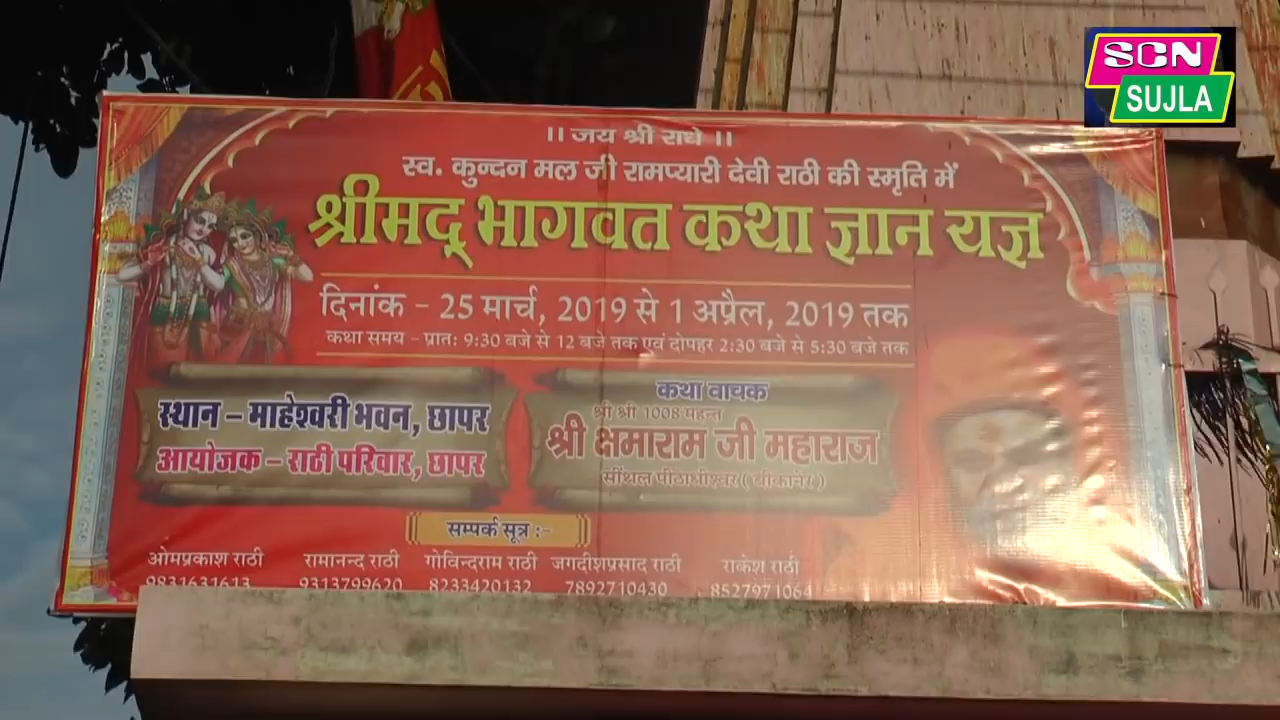 SCN
SUJLA
।। जय श्री राधे ।।
स्व. कुन्दन मल जी रामप्यारी देवी राठी की स्मृति में
श्रीमद् भागवत कथा ज्ञान यज्ञ
दिनांक – 25 मार्च, 2019 से 1 अप्रैल, 2019 तक
कथा समय – प्रातः 9:30 बजे से 12 बजे तक एवं दोपहर 2:30 बजे से 5:30 बजे तक
स्थान – माहेश्वरी भवन, छापर
आयोजक – राठी परिवार, छापर
कथा वाचक
श्री श्री 1008 महन्त
श्री क्षमाराम जी महाराज
सींथल पीठाधीश्वर ( बीकानेर )
सम्पर्क सूत्र :-
ओमप्रकाश राठी रामानन्द राठी गोविन्दराम राठी जगदीशप्रसाद राठी राकेश राठी
9831631613 9313799620 8233420132 7892710430 8527971064